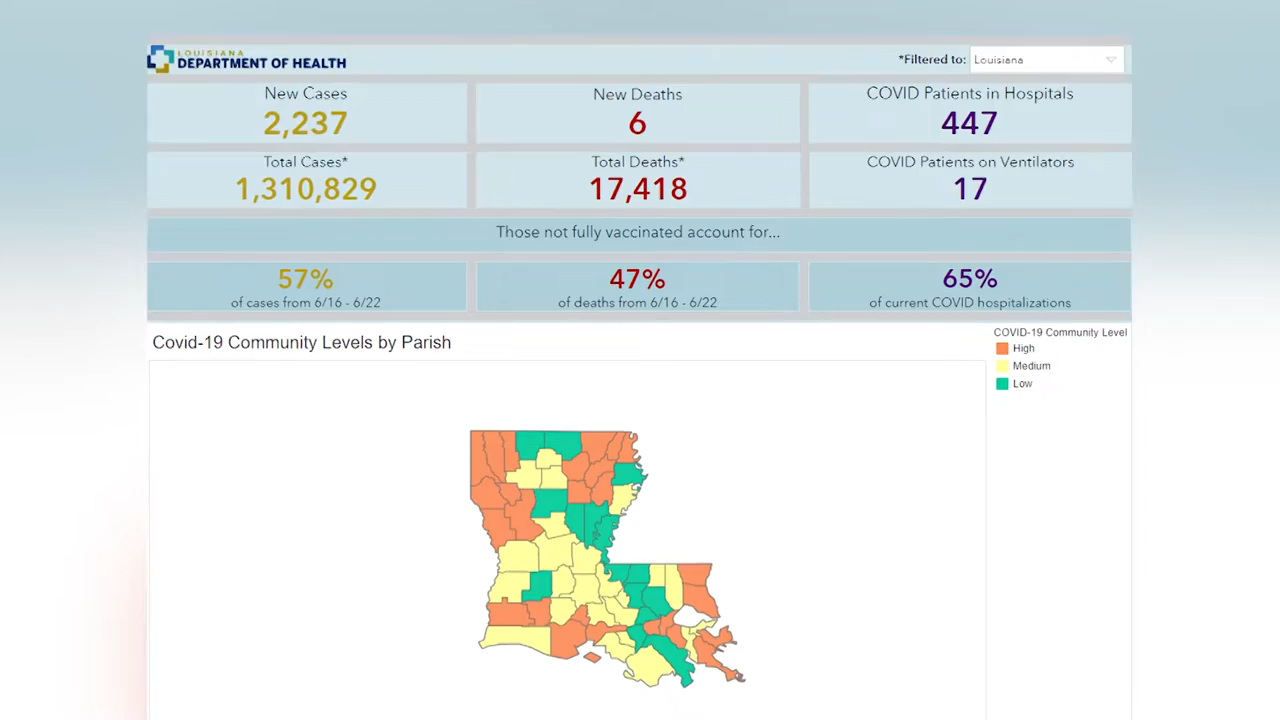 LOUISIANA
DEPARTMENT OF HEALTH
*Filtered to: Louisiana
New Cases
2,237
New Deaths
6
COVID Patients in Hospitals
447
Total Cases*
1,310,829
Total Deaths*
17,418
COVID Patients on Ventilators
17
Those not fully vaccinated account for...
57%
of cases from 6/16 - 6/22
47%
of deaths from 6/16 - 6/22
65%
of current COVID hospitalizations
Covid-19 Community Levels by Parish
COVID-19 Community Level
High
Medium
Low